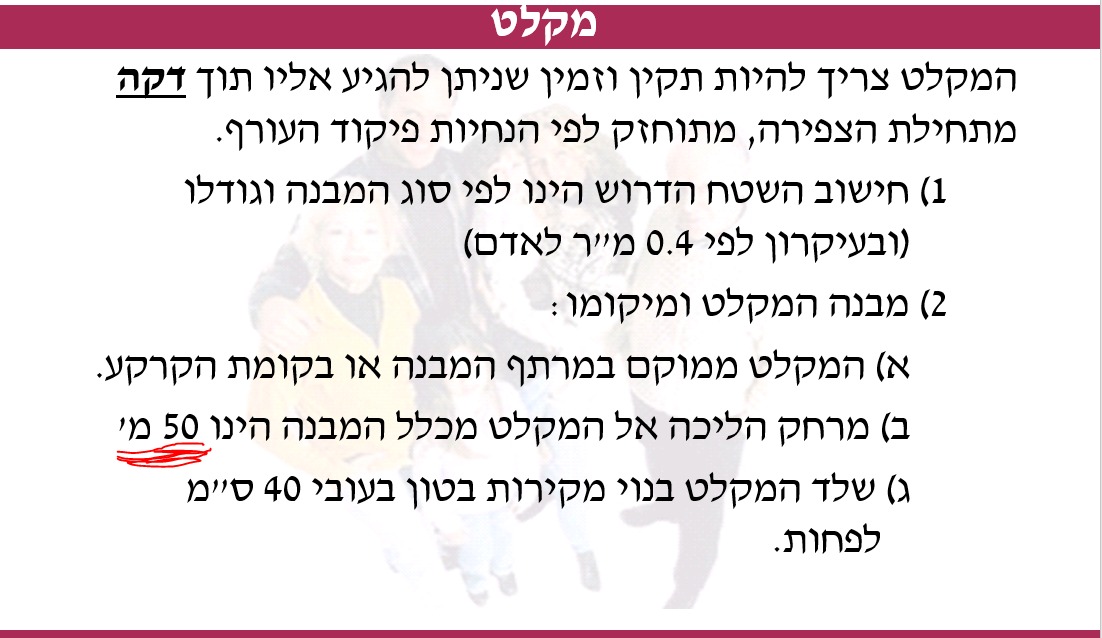 מקלט
המקלט צריך להיות תקין וזמין שניתן להגיע אליו תוך דקה
מתחילת הצפירה, מתוחזק לפי הנחיות פיקוד העורף.
1) חישוב השטח הדרוש הינו לפי סוג המבנה וגודלו
(ובעיקרון לפי 0.4 מ״ר לאדם)
2) מבנה המקלט ומיקומו:
א) המקלט ממוקם במרתף המבנה או בקומת הקרקע.
ב) מרחק הליכה אל המקלט מכלל המבנה הינו 50 מ׳
ג) שלד המקלט בנוי מקירות בטון בעובי 40 ס״מ
לפחות.